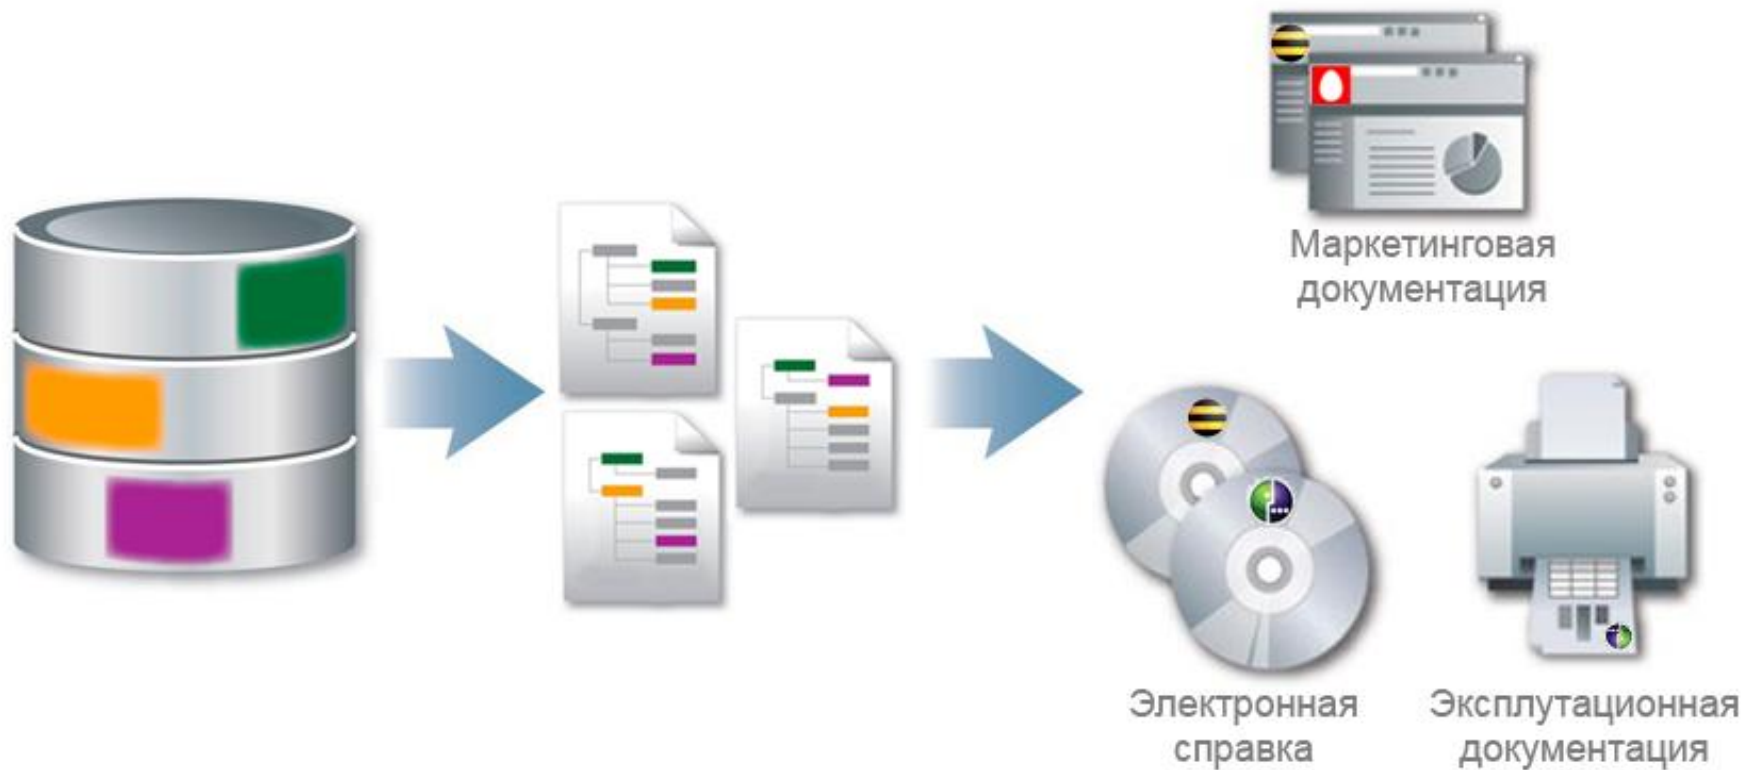 Маркетинговая
документация
Электронная
справка
Эксплутационная
документация